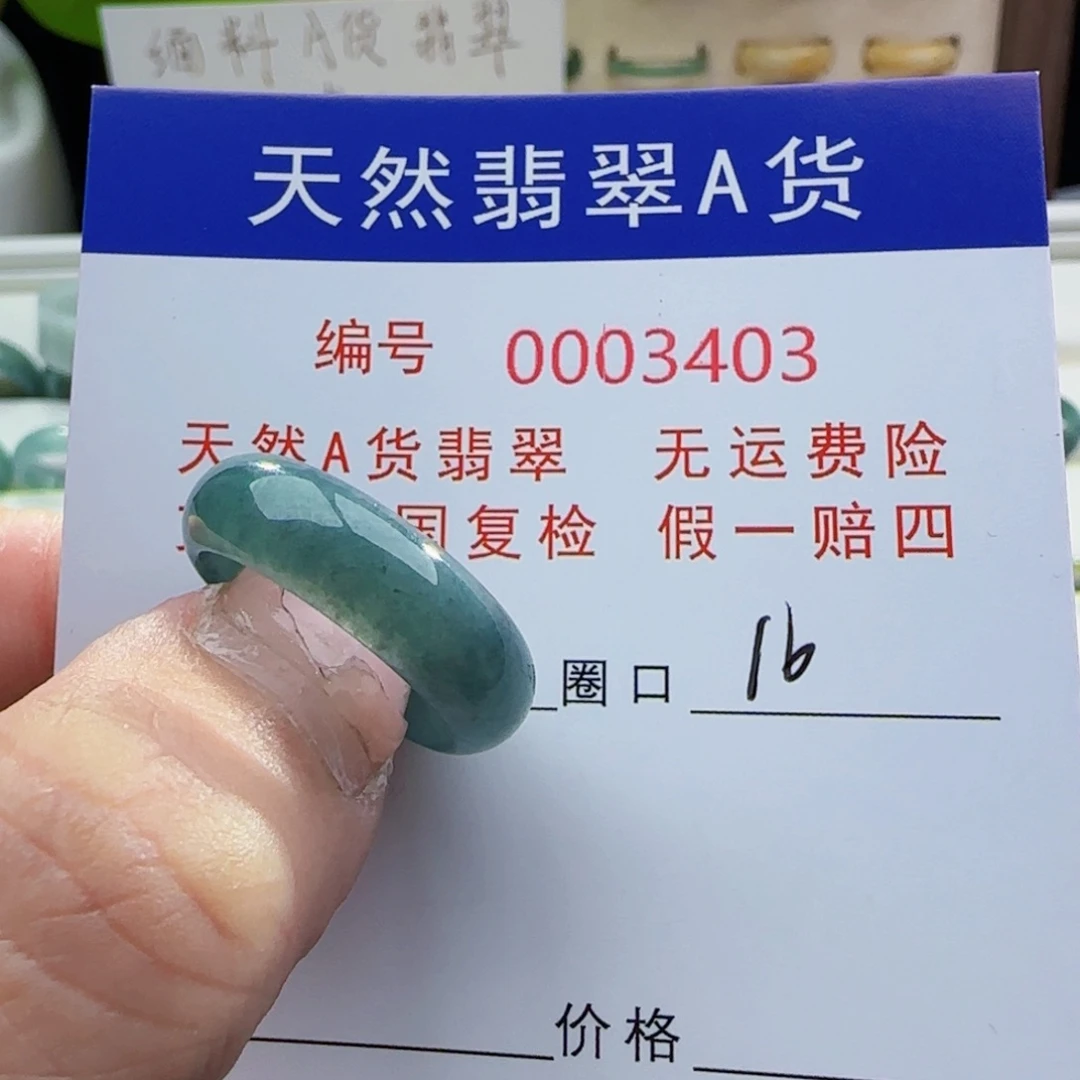 缅料A货翡翠
天然翡翠A货
编号 0003403
天然A货翡翠 无运费险
国复检 假一赔四
圈口 16
价格